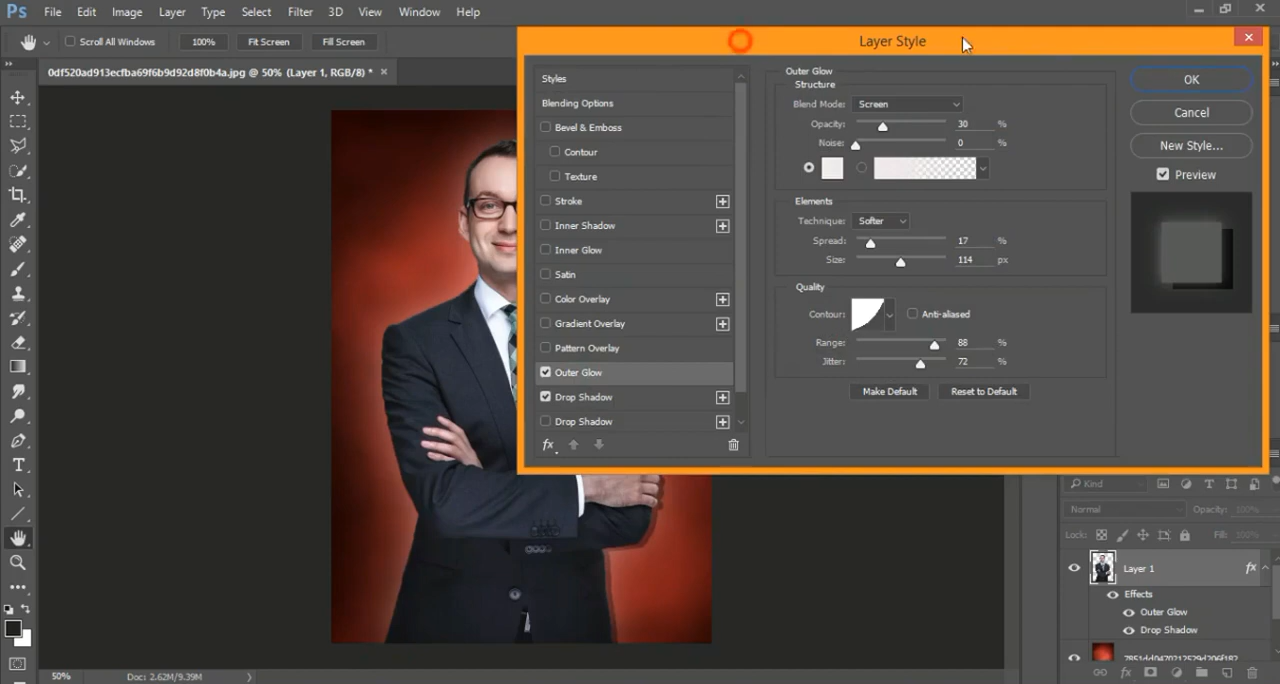 Ps File Edit Image Layer Type Select Filter 3D View Window Help
Scroll All Windows 100% Fit Screen Fill Screen
Layer Style
0df520ad913ecfba69f6b9d92d8f0b4a.jpg @ 50% (Layer 1, RGB/8) * ×
Styles
Blending Options
Bevel & Emboss
Contour
Texture
Stroke
Inner Shadow
Inner Glow
Satin
Color Overlay
Gradient Overlay
Pattern Overlay
Outer Glow
Drop Shadow
Drop Shadow
fx
Outer Glow
Structure
Blend Mode: Screen
Opacity: 30 %
Noise: 0 %
Elements
Technique: Softer
Spread: 17 %
Size: 114 px
Quality
Contour: Anti-aliased
Range: 88 %
Jitter: 72 %
Make Default Reset to Default
OK
Cancel
New Style...
Preview
Kind
Normal Opacity: 100%
Lock: Fill: 100%
Layer 1 fx
Effects
Outer Glow
Drop Shadow
50% Doc: 2.62M/9.39M